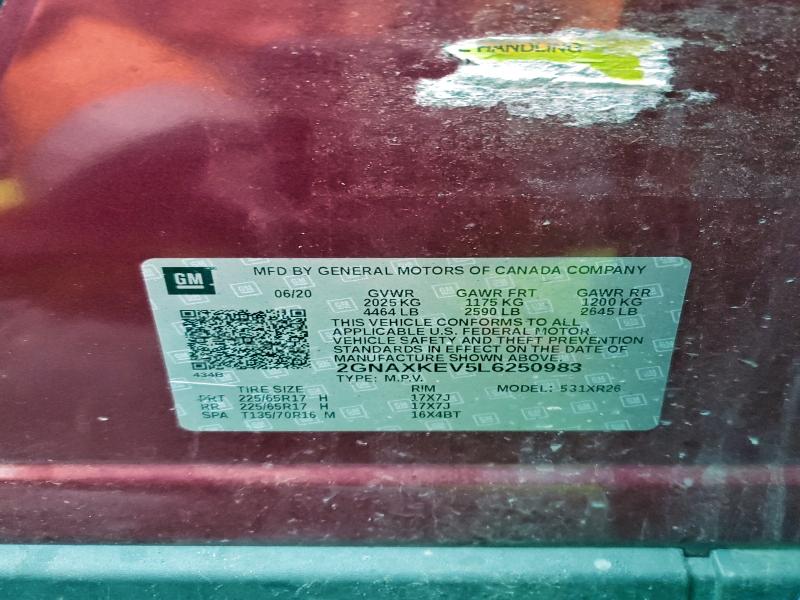 HANDLING
GM
MFD BY GENERAL MOTORS OF CANADA COMPANY
06/20 GVWR GAWR FRT GAWR RR
2025 KG 1175 KG 1200 KG
4464 LB 2590 LB 2645 LB
THIS VEHICLE CONFORMS TO ALL
APPLICABLE U.S. FEDERAL MOTOR
VEHICLE SAFETY AND THEFT PREVENTION
STANDARDS IN EFFECT ON THE DATE OF
MANUFACTURE SHOWN ABOVE.
2GNAXKEV5L6250983
434B TYPE: M.P.V.
TIRE SIZE RIM MODEL: 531XR26
FRT 225/65R17 H 17X7J
RR 225/65R17 H 17X7J
SPA T135/70R16 M 16X4BT